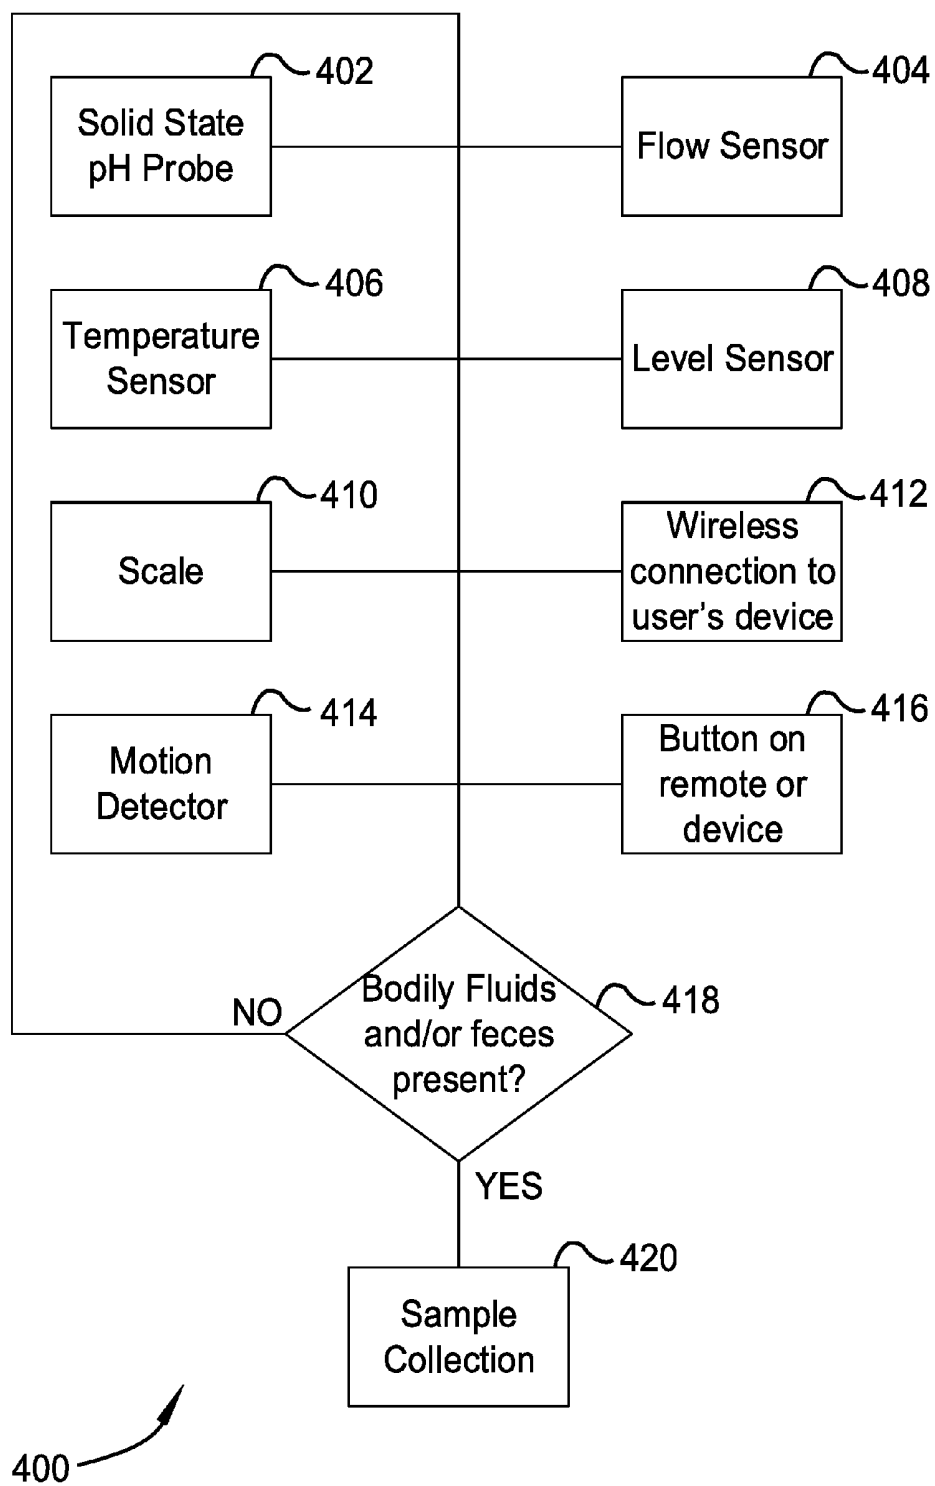 402
Solid State
pH Probe
404
Flow Sensor
406
Temperature
Sensor
408
Level Sensor
410
Scale
412
Wireless
connection to
user's device
414
Motion
Detector
416
Button on
remote or
device
418
Bodily Fluids
and/or feces
present?
NO
YES
420
Sample
Collection
400